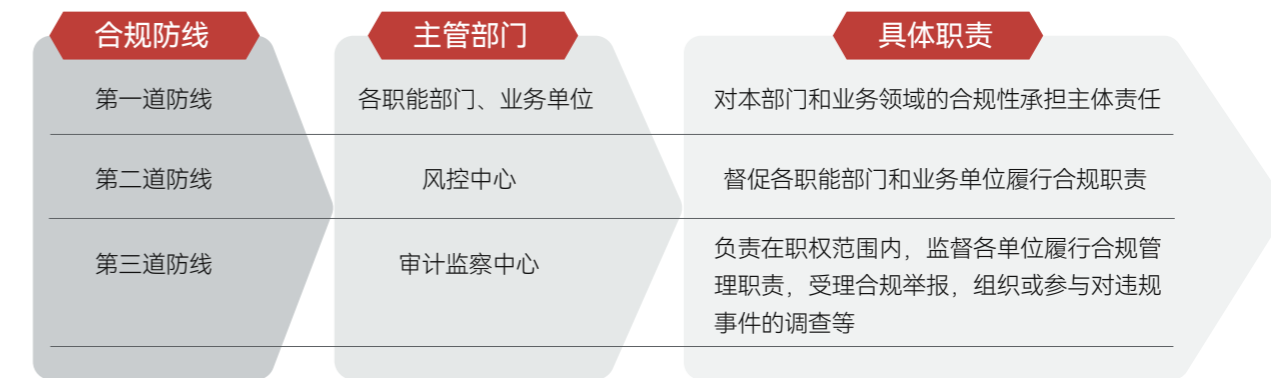 合规防线 主管部门 具体职责
第一道防线 各职能部门、业务单位 对本部门和业务领域的合规性承担主体责任
第二道防线 风控中心 督促各职能部门和业务单位履行合规职责
第三道防线 审计监察中心 负责在职权范围内，监督各单位履行合规管
理职责，受理合规举报，组织或参与对违规
事件的调查等